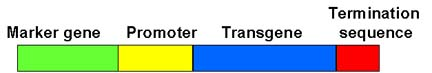 Marker gene
Promoter
Transgene
Termination
sequence